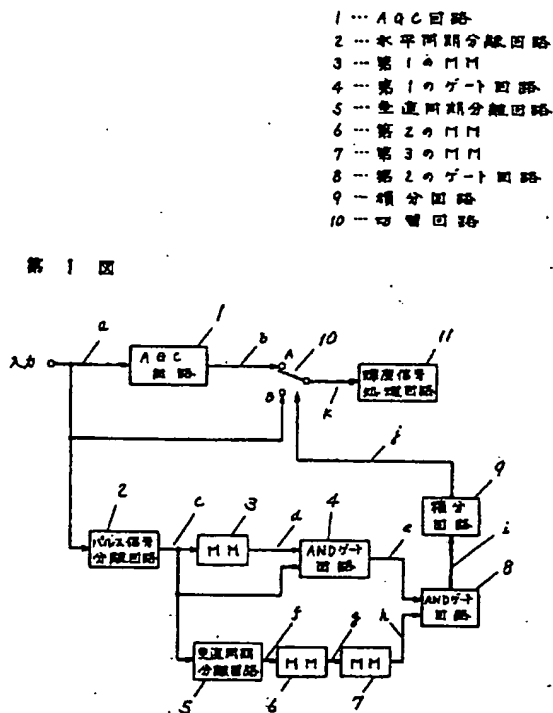 1 … AGC 回路
2 … 水平同期分離回路
3 … 第1のMM
4 … 第1のゲート回路
5 … 垂直同期分離回路
6 … 第2のMM
7 … 第3のMM
8 … 第2のゲート回路
9 … 積分回路
10 … 切替回路
第 1 図
入力
a
AGC
回路
1
b
A
B
10
k
輝度信号
処理回路
11
j
2
パルス信号
分離回路
c
3
MM
d
4
ANDゲート
回路
e
9
積分
回路
i
8
ANDゲート
回路
h
垂直同期
分離回路
5
f
MM
6
g
MM
7